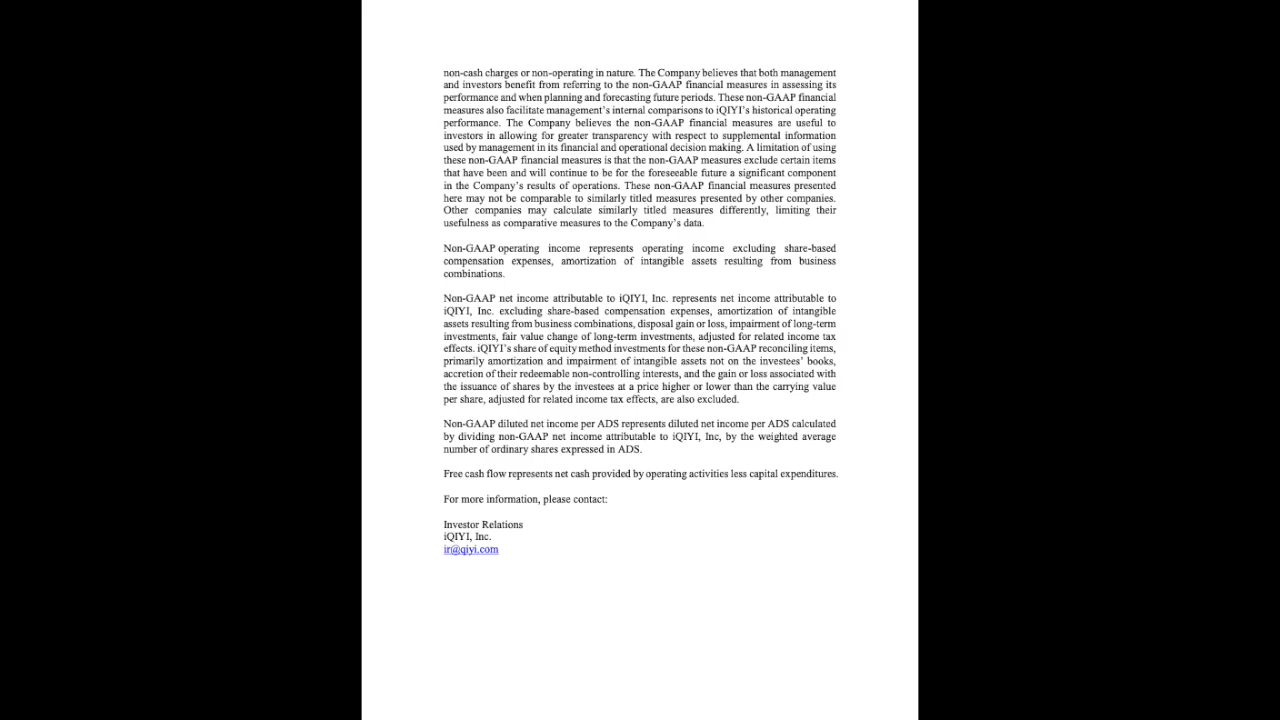 non-cash charges or non-operating in nature. The Company believes that both management
and investors benefit from referring to the non-GAAP financial measures in assessing its
performance and when planning and forecasting future periods. These non-GAAP financial
measures also facilitate management's internal comparisons to iQIYI's historical operating
performance. The Company believes the non-GAAP financial measures are useful to
investors in allowing for greater transparency with respect to supplemental information
used by management in its financial and operational decision making. A limitation of using
these non-GAAP financial measures is that the non-GAAP measures exclude certain items
that have been and will continue to be for the foreseeable future a significant component
in the Company's results of operations. These non-GAAP financial measures presented
here may not be comparable to similarly titled measures presented by other companies.
Other companies may calculate similarly titled measures differently, limiting their
usefulness as comparative measures to the Company's data.
Non-GAAP operating income represents operating income excluding share-based
compensation expenses, amortization of intangible assets resulting from business
combinations.
Non-GAAP net income attributable to iQIYI, Inc. represents net income attributable to
iQIYI, Inc. excluding share-based compensation expenses, amortization of intangible
assets resulting from business combinations, disposal gain or loss, impairment of long-term
investments, fair value change of long-term investments, adjusted for related income tax
effects. iQIYI's share of equity method investments for these non-GAAP reconciling items,
primarily amortization and impairment of intangible assets not on the investees' books,
accretion of their redeemable non-controlling interests, and the gain or loss associated with
the issuance of shares by the investees at a price higher or lower than the carrying value
per share, adjusted for related income tax effects, are also excluded.
Non-GAAP diluted net income per ADS represents diluted net income per ADS calculated
by dividing non-GAAP net income attributable to iQIYI, Inc, by the weighted average
number of ordinary shares expressed in ADS.
Free cash flow represents net cash provided by operating activities less capital expenditures.
For more information, please contact:
Investor Relations
iQIYI, Inc.
ir@qiyi.com